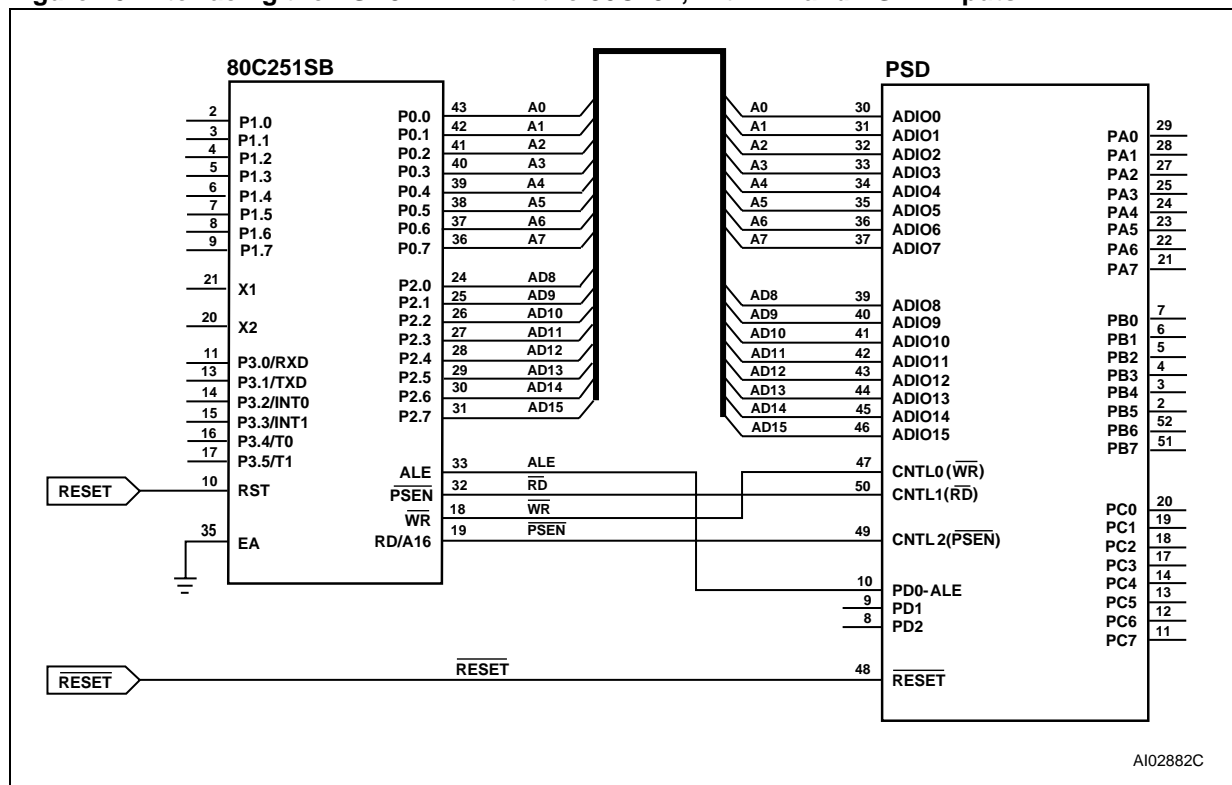 80C251SB
2 P1.0
3 P1.1
4 P1.2
5 P1.3
6 P1.4
7 P1.5
8 P1.6
9 P1.7
21 X1
20 X2
11 P3.0/RXD
13 P3.1/TXD
14 P3.2/INT0
15 P3.3/INT1
16 P3.4/T0
17 P3.5/T1
RESET 10 RST
35 EA
P0.0 43 A0
P0.1 42 A1
P0.2 41 A2
P0.3 40 A3
P0.4 39 A4
P0.5 38 A5
P0.6 37 A6
P0.7 36 A7
P2.0 24 AD8
P2.1 25 AD9
P2.2 26 AD10
P2.3 27 AD11
P2.4 28 AD12
P2.5 29 AD13
P2.6 30 AD14
P2.7 31 AD15
ALE 33 ALE
PSEN 32 RD
WR 18 WR
RD/A16 19 PSEN
PSD
A0 30 ADIO0
A1 31 ADIO1
A2 32 ADIO2
A3 33 ADIO3
A4 34 ADIO4
A5 35 ADIO5
A6 36 ADIO6
A7 37 ADIO7
AD8 39 ADIO8
AD9 40 ADIO9
AD10 41 ADIO10
AD11 42 ADIO11
AD12 43 ADIO12
AD13 44 ADIO13
AD14 45 ADIO14
AD15 46 ADIO15
47 CNTL0(WR)
50 CNTL1(RD)
49 CNTL2(PSEN)
10 PD0-ALE
9 PD1
8 PD2
RESET RESET 48 RESET
PA0 29
PA1 28
PA2 27
PA3 25
PA4 24
PA5 23
PA6 22
PA7 21
PB0 7
PB1 6
PB2 5
PB3 4
PB4 3
PB5 2
PB6 52
PB7 51
PC0 20
PC1 19
PC2 18
PC3 17
PC4 14
PC5 13
PC6 12
PC7 11
AI02882C